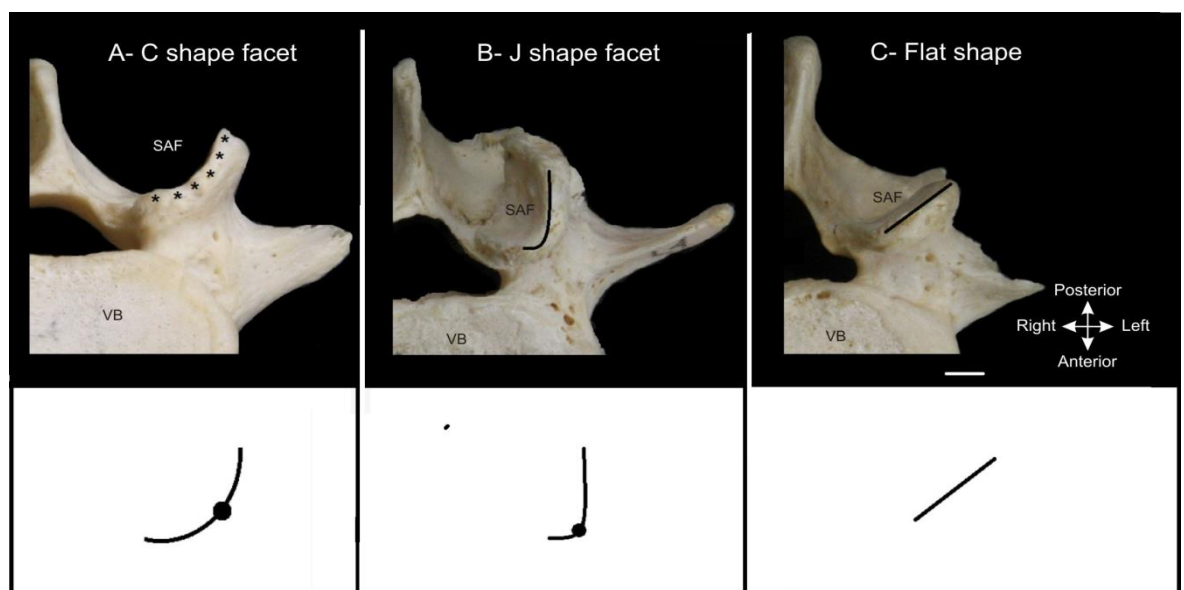 A- C shape facet
SAF
* * * * * *
VB
B- J shape facet
SAF
VB
C- Flat shape
SAF
VB
Posterior
Right Left
Anterior